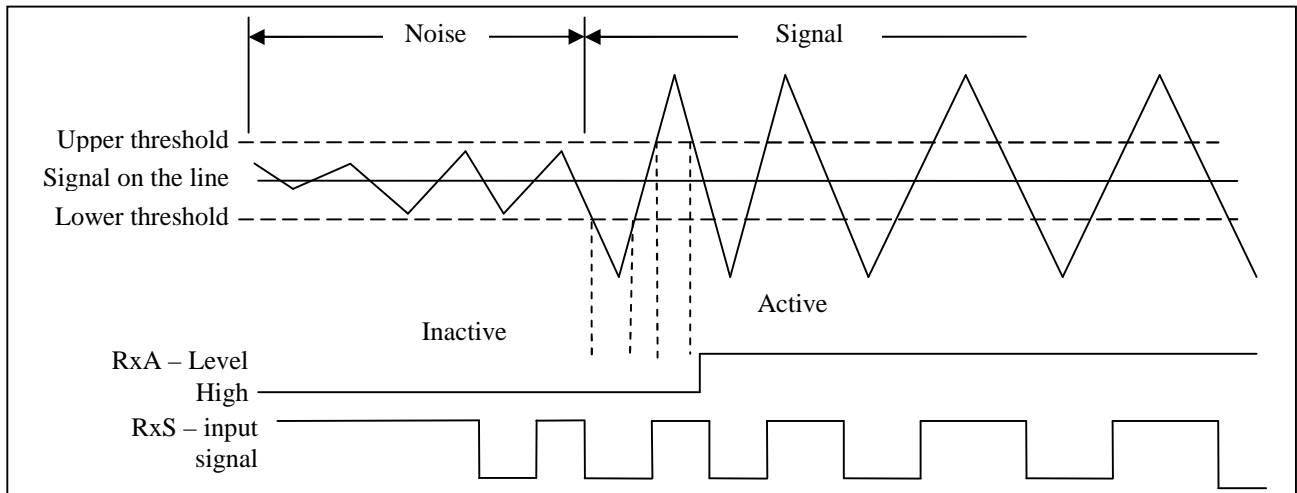 Noise
Signal
Upper threshold
Signal on the line
Lower threshold
Active
Inactive
RxA – Level
High
RxS – input
signal